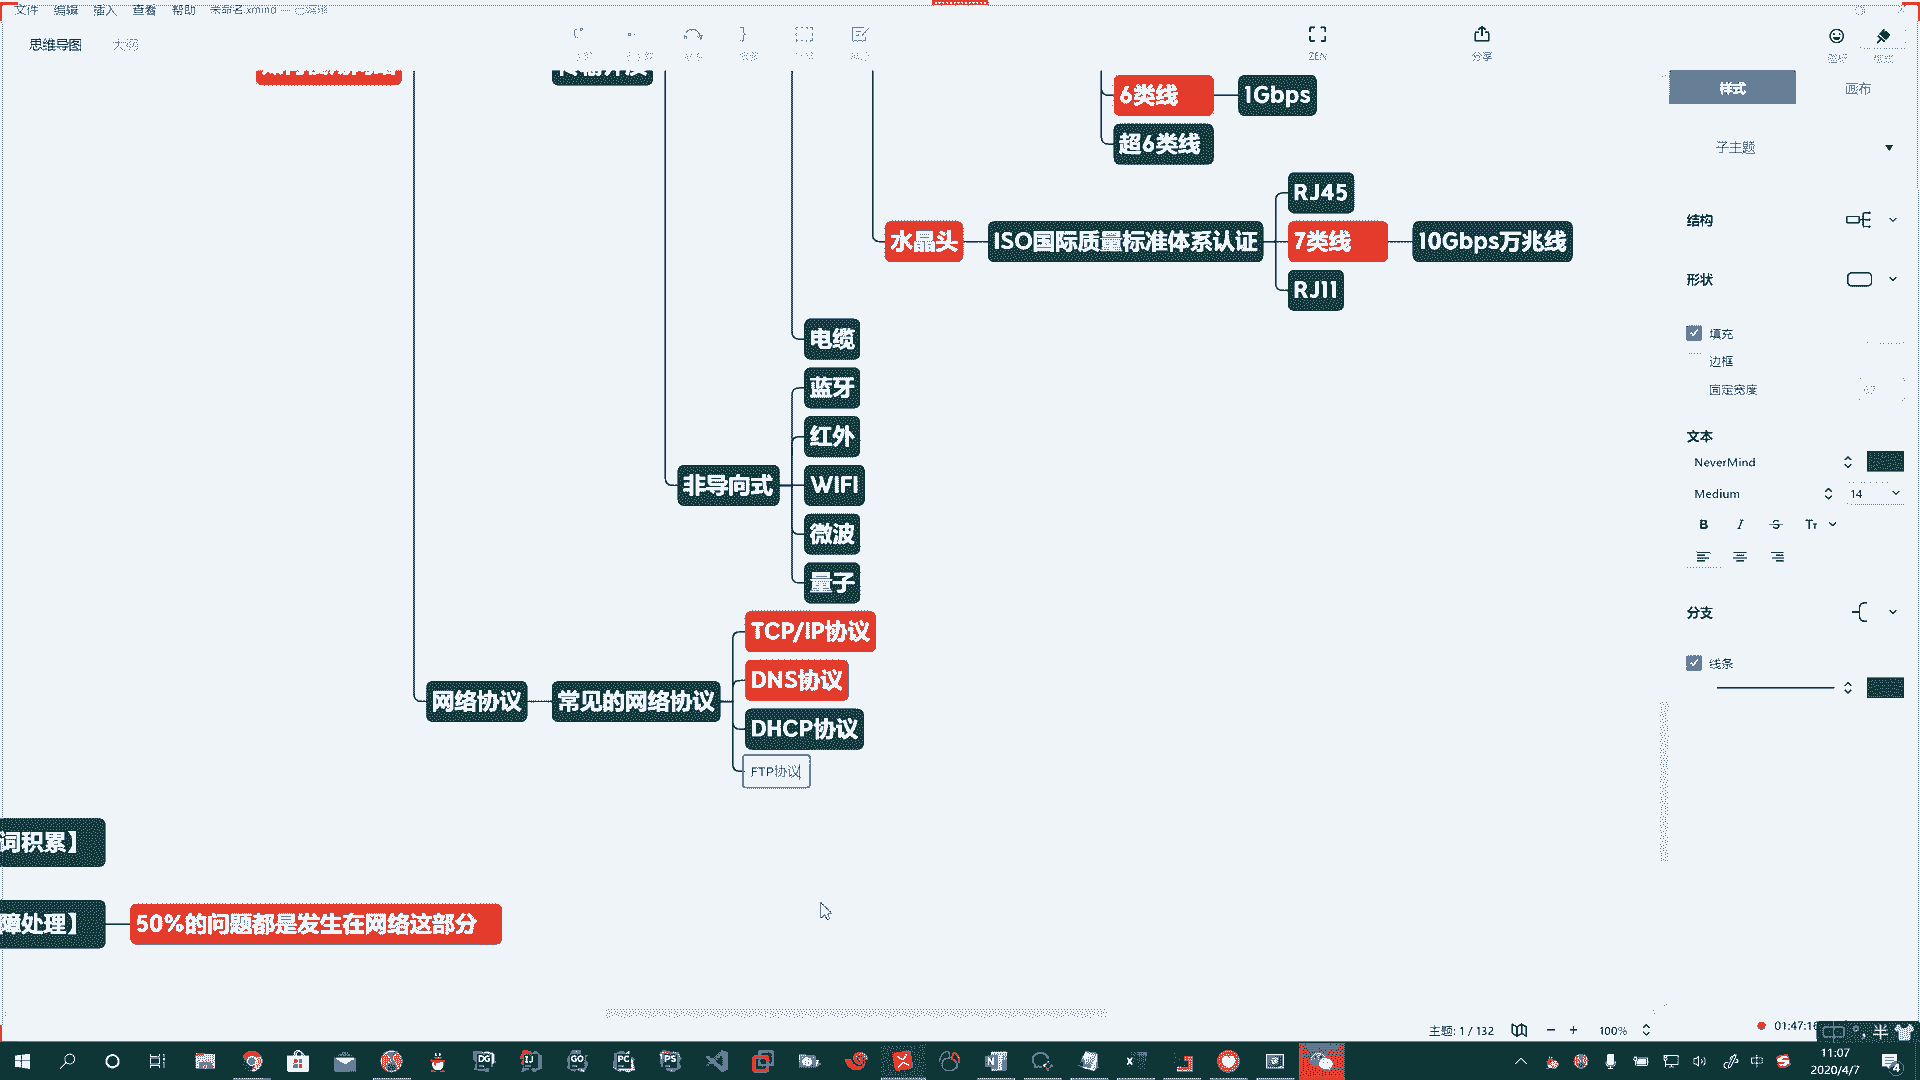 文件 编辑 插入 查看 帮助 未命名.xmind
思维导图 大纲
ZEN
分享
样式 画布
6类线 1Gbps
超6类线
子主题
RJ45
水晶头 ISO国际质量标准体系认证 7类线 10Gbps万兆线
RJ11
结构
形状
填充
边框
固定宽度
电缆
蓝牙
红外
非导向式 WIFI
微波
量子
文本
NeverMind
Medium 14
B I S Tт
分支
线条
TCP/IP协议
DNS协议
网络协议 常见的网络协议
DHCP协议
FTP协议
词积累】
障处理】 50%的问题都是发生在网络这部分
主题: 1 / 132 100%
半
中
11:07
2020/4/7